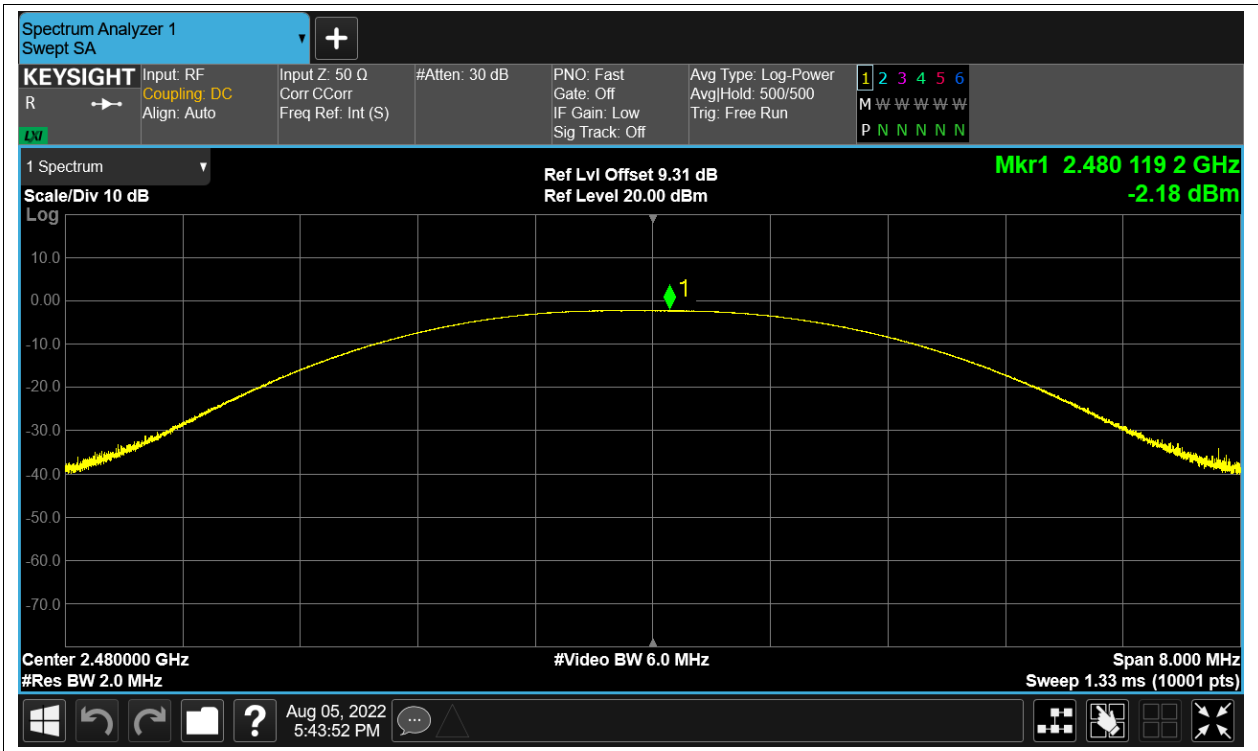 Spectrum Analyzer 1
Swept SA
KEYSIGHT
R
LXI
Input: RF
Coupling: DC
Align: Auto
Input Z: 50 Ω
Corr CCorr
Freq Ref: Int (S)
#Atten: 30 dB
PNO: Fast
Gate: Off
IF Gain: Low
Sig Track: Off
Avg Type: Log-Power
Avg|Hold: 500/500
Trig: Free Run
1 2 3 4 5 6
M W W W W W
P N N N N N
1 Spectrum
Scale/Div 10 dB
Log
Ref Lvl Offset 9.31 dB
Ref Level 20.00 dBm
Mkr1 2.480 119 2 GHz
-2.18 dBm
10.0
0.00
1
-10.0
-20.0
-30.0
-40.0
-50.0
-60.0
-70.0
Center 2.480000 GHz
#Res BW 2.0 MHz
#Video BW 6.0 MHz
Span 8.000 MHz
Sweep 1.33 ms (10001 pts)
?
Aug 05, 2022
5:43:52 PM